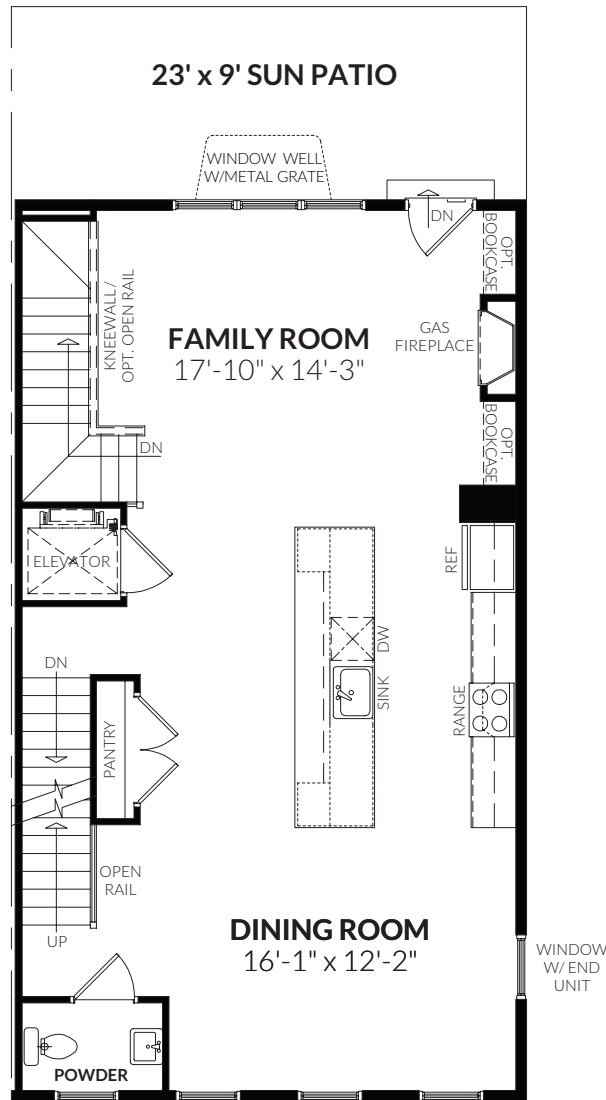 23' x 9' SUN PATIO
WINDOW WELL
W/METAL GRATE
DN
OPT.
BOOKCASE
KNEEWALL /
OPT. OPEN RAIL
FAMILY ROOM
17'-10" x 14'-3"
GAS
FIREPLACE
OPT.
BOOKCASE
DN
ELEVATOR
REF
DW
SINK
RANGE
DN
PANTRY
OPEN
RAIL
UP
DINING ROOM
16'-1" x 12'-2"
WINDOW
W/ END
UNIT
POWDER